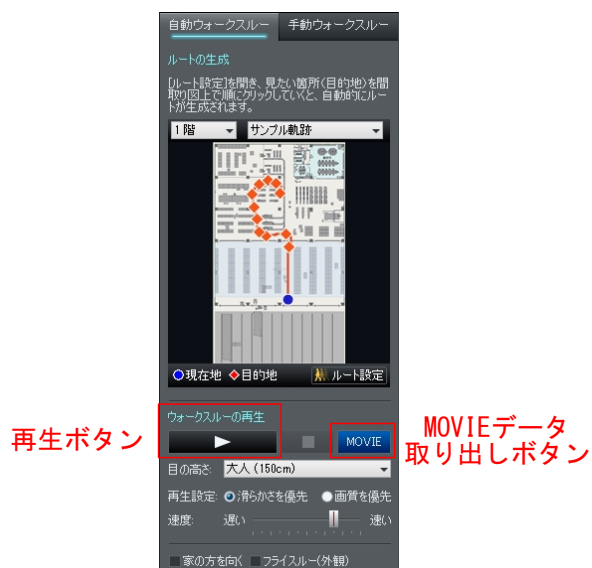 自動ウォークスルー 手動ウォークスルー
ルートの生成
[ルート設定]を開き、見たい箇所(目的地)を間
取り図上で順にクリックしていくと、自動的にルー
トが生成されます。
1階 サンプル軌跡
現在地 目的地 ルート設定
ウォークスルーの再生
再生ボタン
MOVIE
MOVIEデータ
取り出しボタン
目の高さ: 大人(150cm)
再生設定: 滑らかさを優先 画質を優先
速度: 遅い 速い
家の方を向く フライスルー(外観)